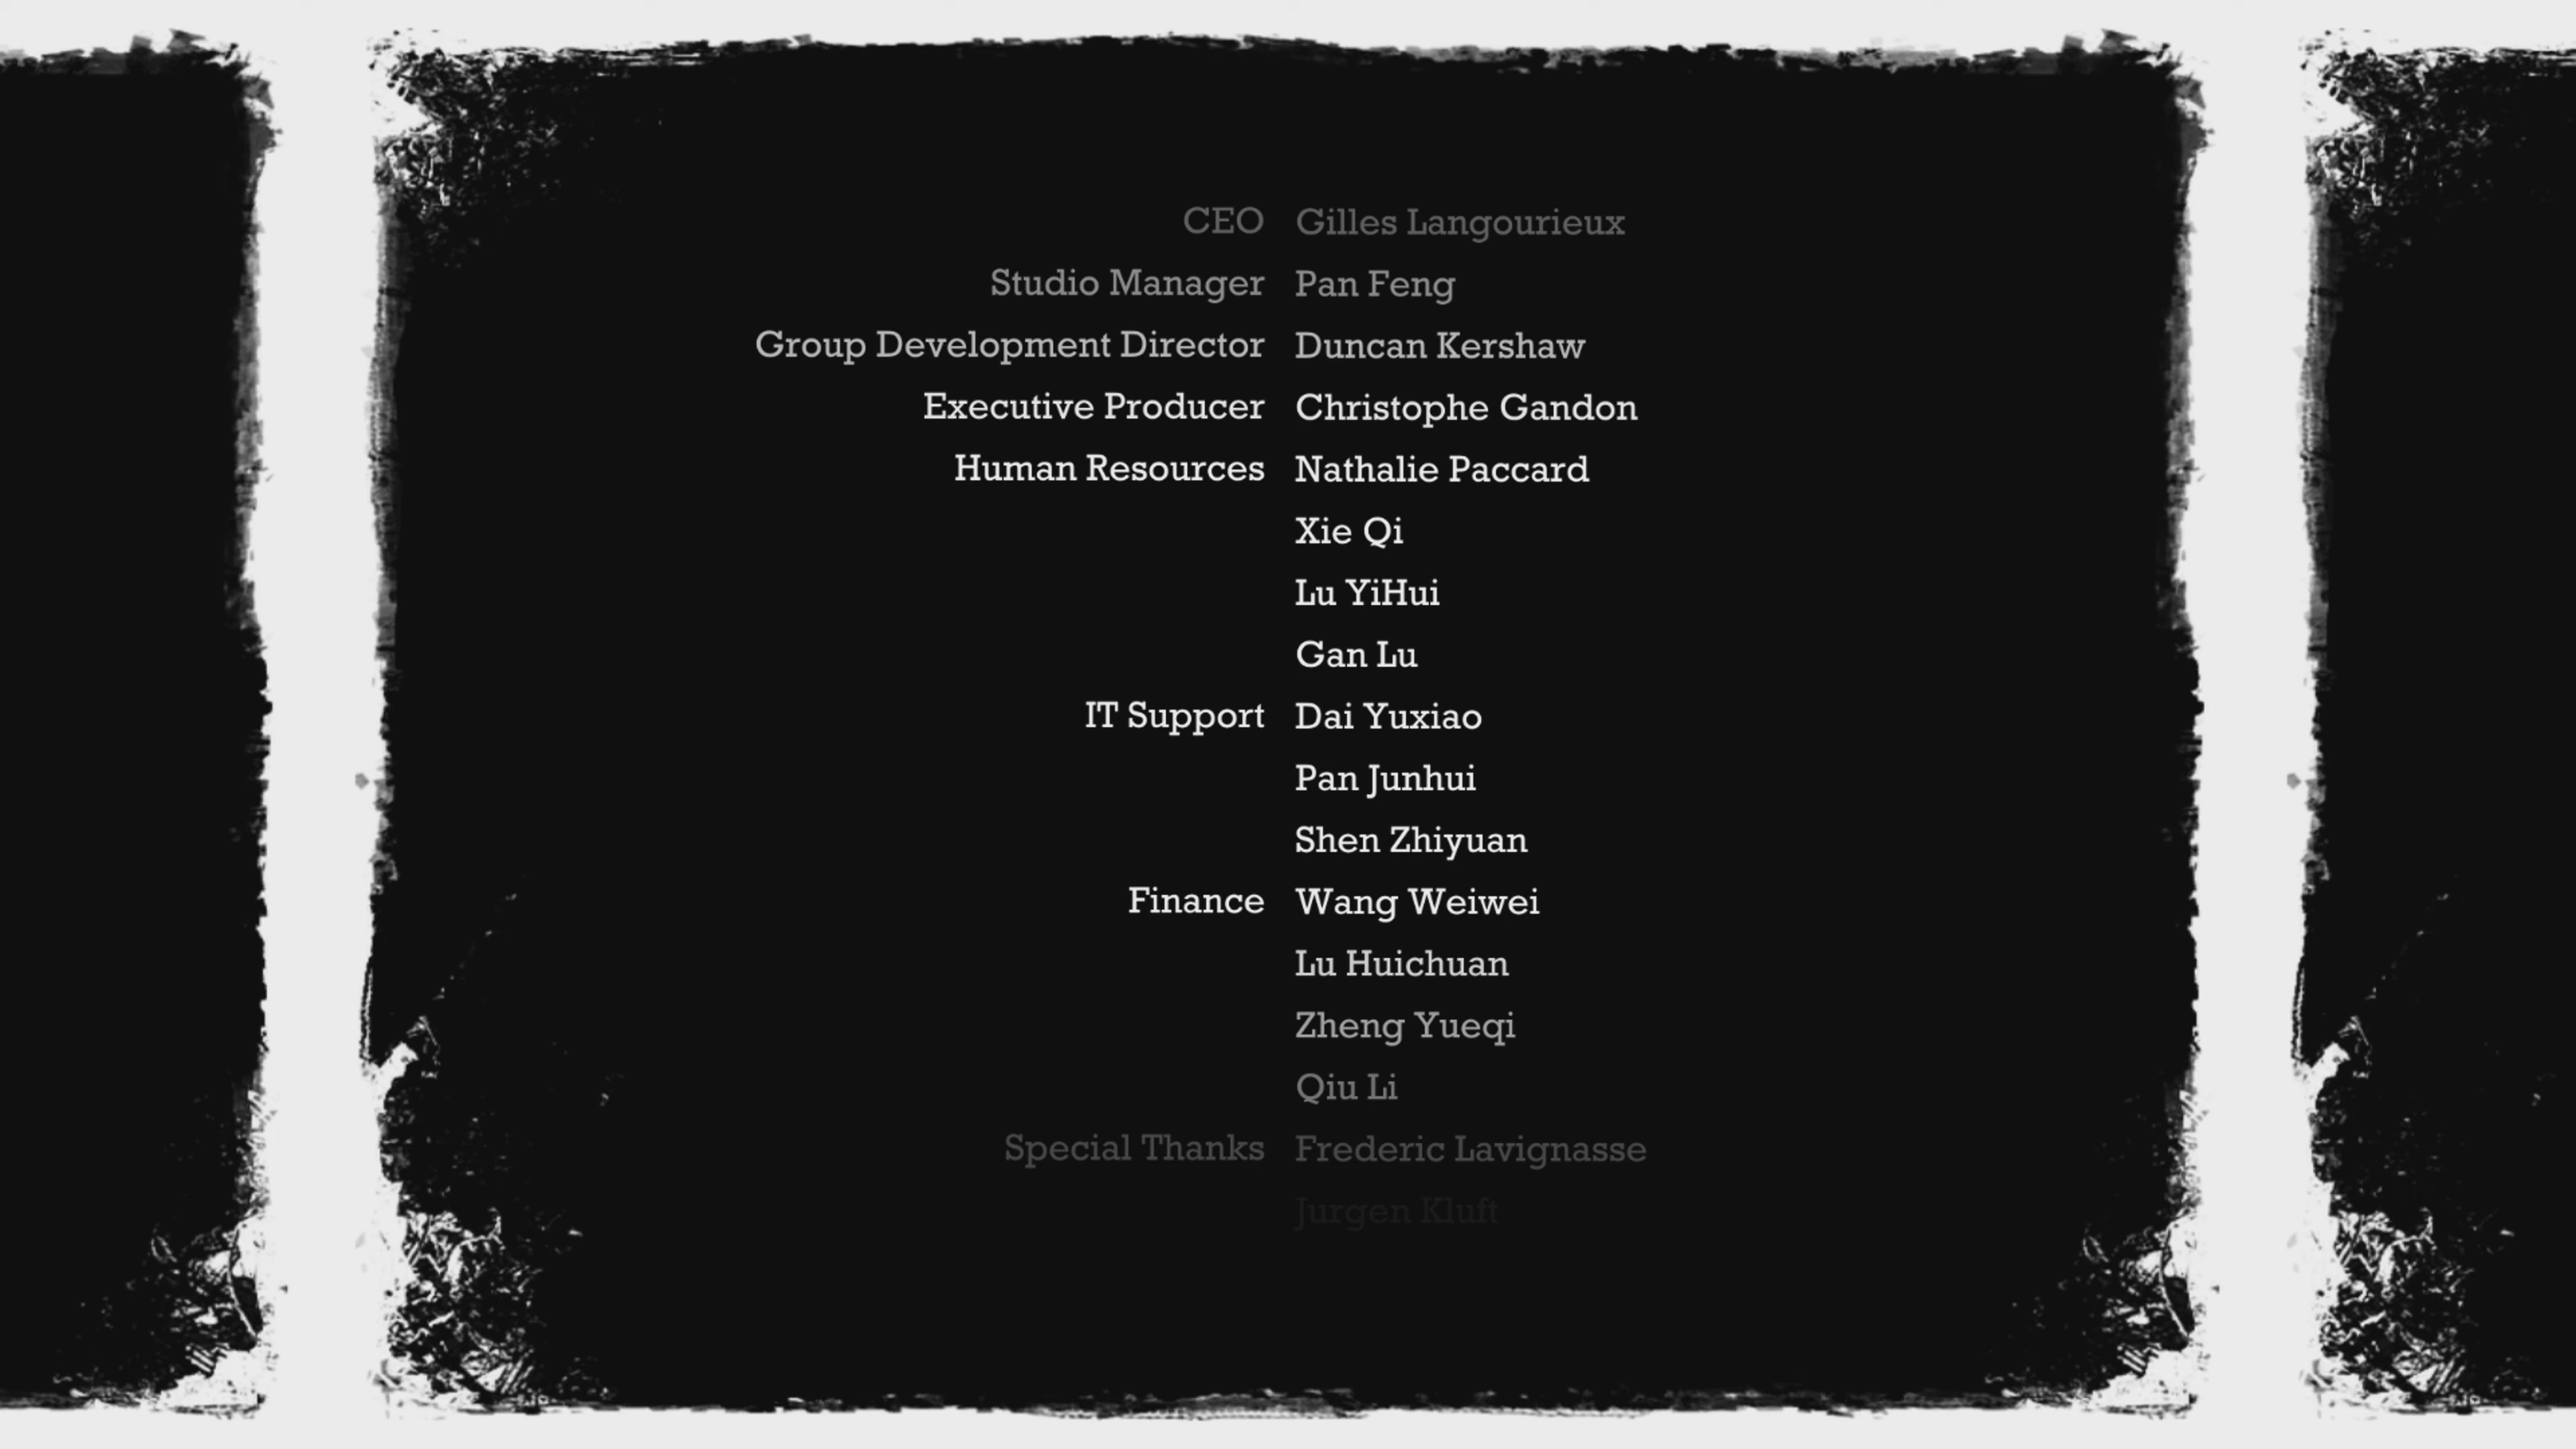 CEO Gilles Langourieux
Studio Manager Pan Feng
Group Development Director Duncan Kershaw
Executive Producer Christophe Gandon
Human Resources Nathalie Paccard
Xie Qi
Lu YiHui
Gan Lu
IT Support Dai Yuxiao
Pan Junhui
Shen Zhiyuan
Finance Wang Weiwei
Lu Huichuan
Zheng Yueqi
Qiu Li
Special Thanks Frederic Lavignasse
Jurgen Kluft